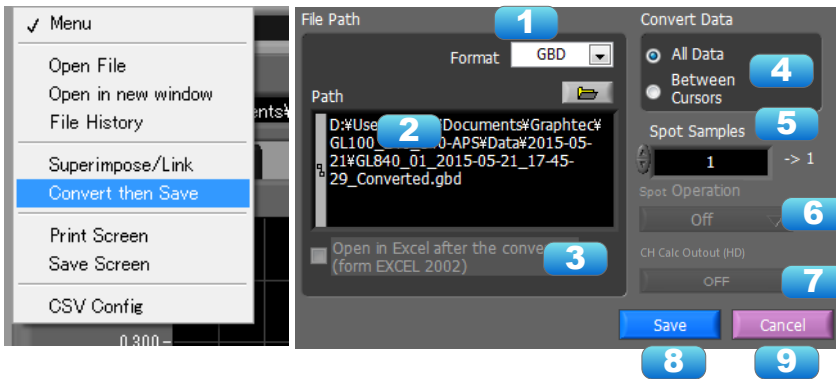 ✓ Menu
Open File
Open in new window
File History
Superimpose/Link
Convert then Save
Print Screen
Save Screen
CSV Config
ents¥
0.300
File Path
1
Format GBD
Path
2
D:¥Use /Documents¥Graphtec¥
GL100_ 0-APS¥Data¥2015-05-
21¥GL840_01_2015-05-21_17-45-
29_Converted.gbd
Open in Excel after the conve
(form EXCEL 2002)
3
Convert Data
All Data
Between
Cursors
4
Spot Samples
5
1 -> 1
Spot Operation
Off
6
CH Calc Outout (HD)
OFF
7
Save Cancel
8 9